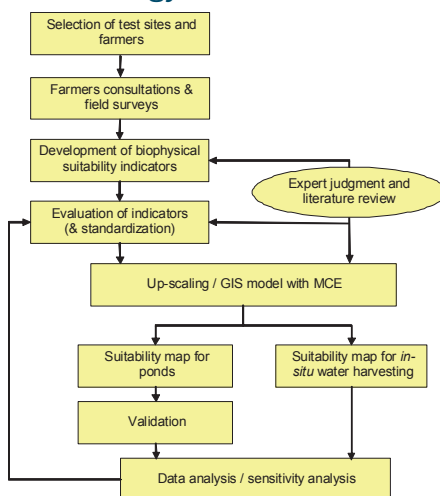 Selection of test sites and
farmers
Farmers consultations &
field surveys
Development of biophysical
suitability indicators
Expert judgment and
literature review
Evaluation of indicators
(& standardization)
Up-scaling / GIS model with MCE
Suitability map for
ponds
Suitability map for in-
situ water harvesting
Validation
Data analysis / sensitivity analysis